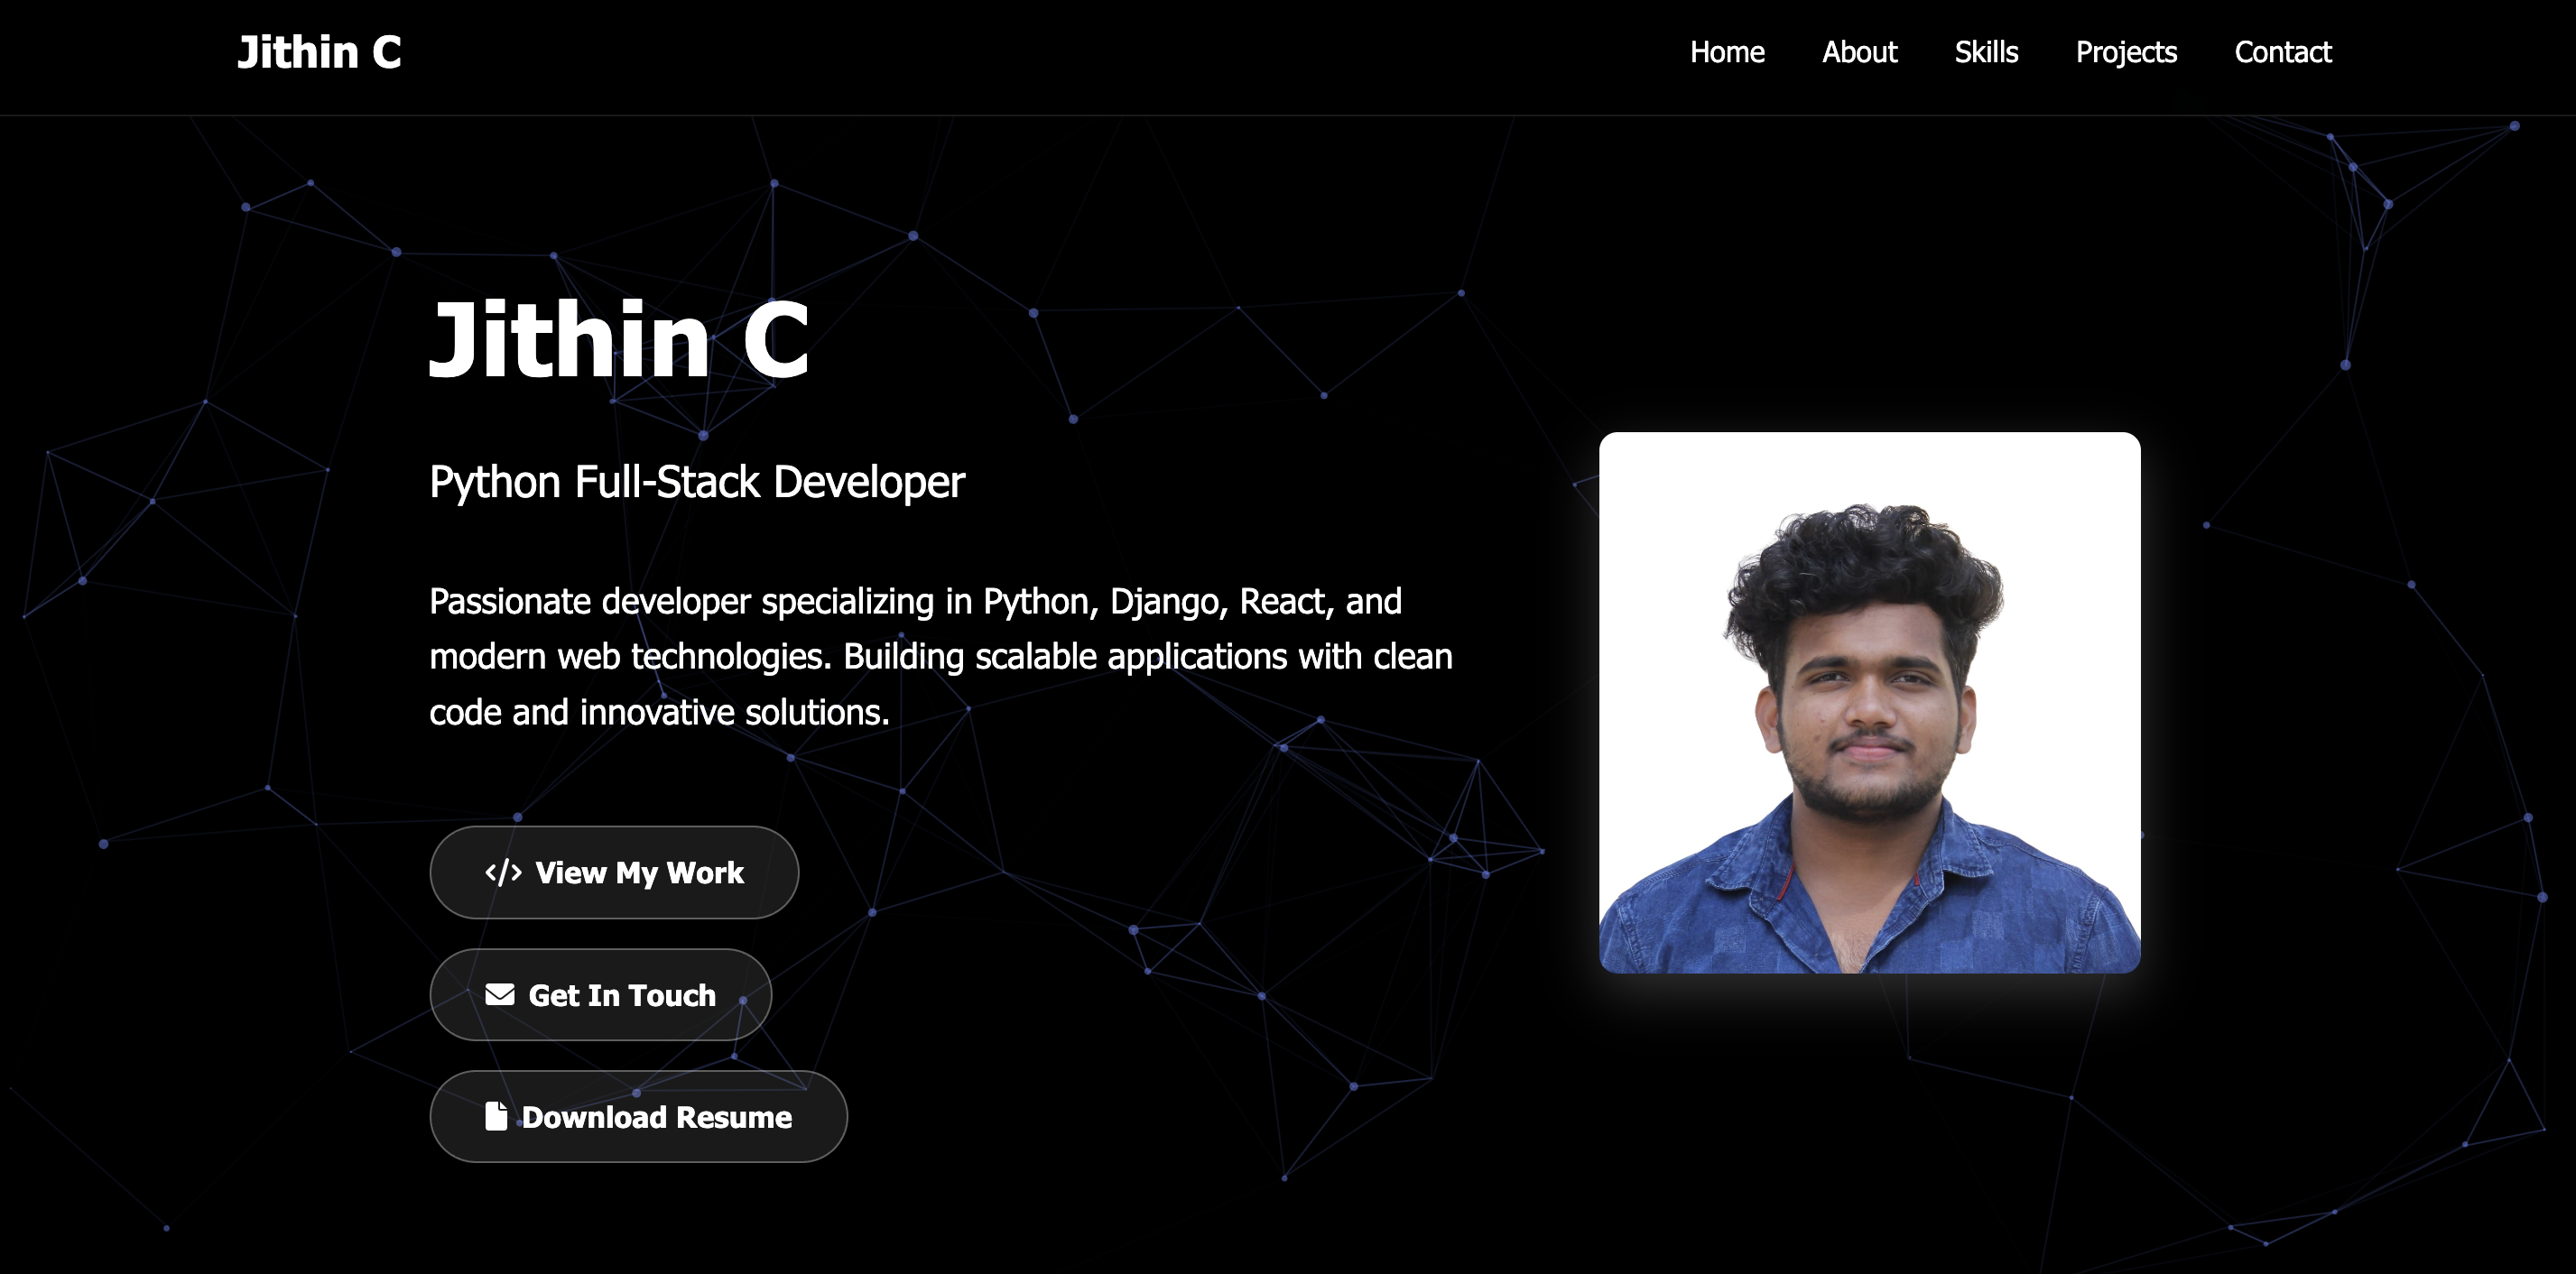 Jithin C
Home About Skills Projects Contact
Jithin C
Python Full-Stack Developer
Passionate developer specializing in Python, Django, React, and
modern web technologies. Building scalable applications with clean
code and innovative solutions.
View My Work
Get In Touch
Download Resume